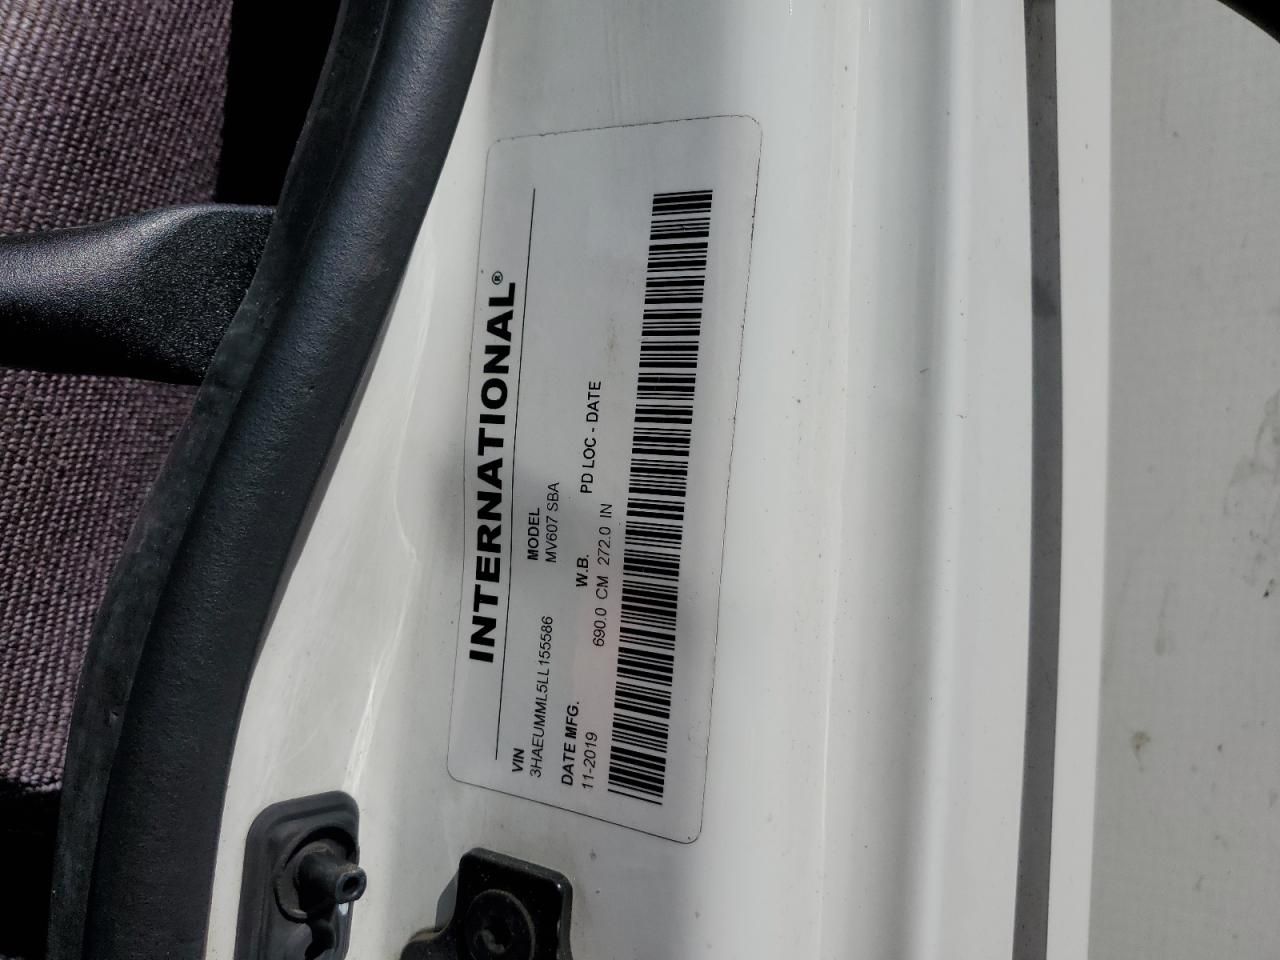 INTERNATIONAL®
VIN MODEL
3HAEUMML5LL155586 MV607 SBA
DATE MFG. W.B. PD LOC - DATE
11-2019 690.0 CM 272.0 IN